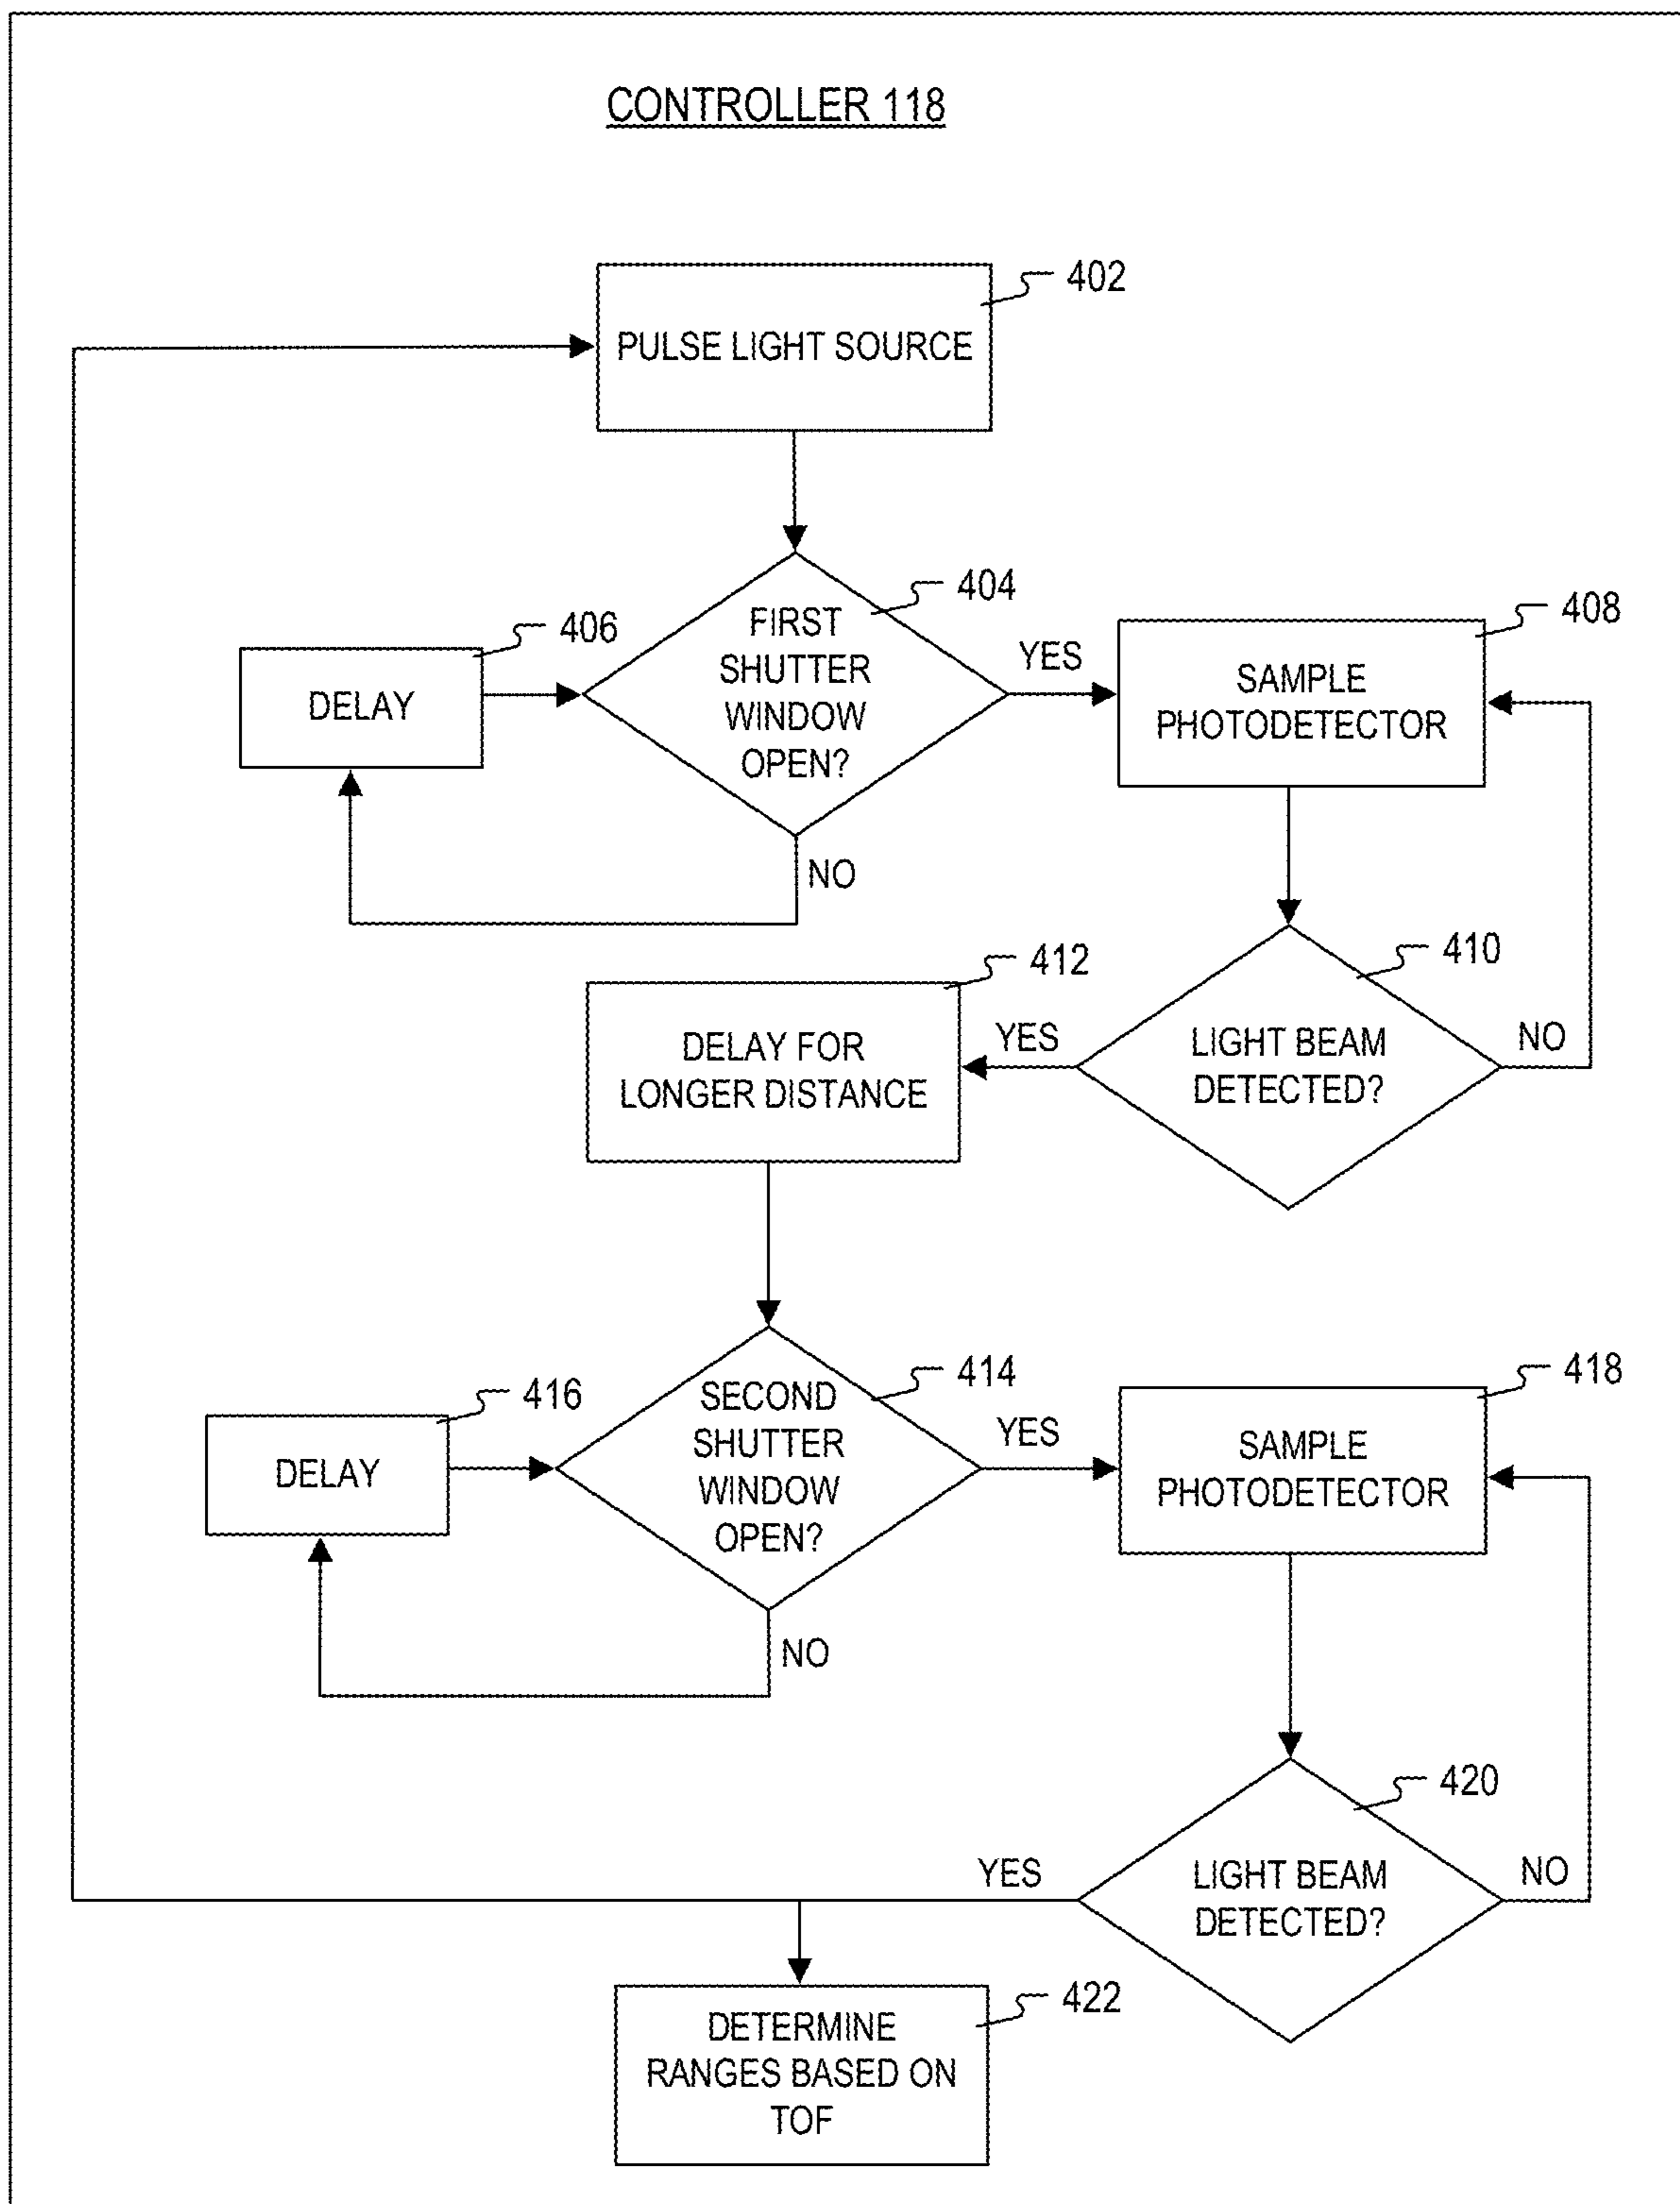 CONTROLLER 118
402
PULSE LIGHT SOURCE
404
FIRST
SHUTTER
WINDOW
OPEN?
406
DELAY
YES
NO
408
SAMPLE
PHOTODETECTOR
410
LIGHT BEAM
DETECTED?
NO
YES
412
DELAY FOR
LONGER DISTANCE
414
SECOND
SHUTTER
WINDOW
OPEN?
416
DELAY
YES
NO
418
SAMPLE
PHOTODETECTOR
420
LIGHT BEAM
DETECTED?
NO
YES
422
DETERMINE
RANGES BASED ON
TOF